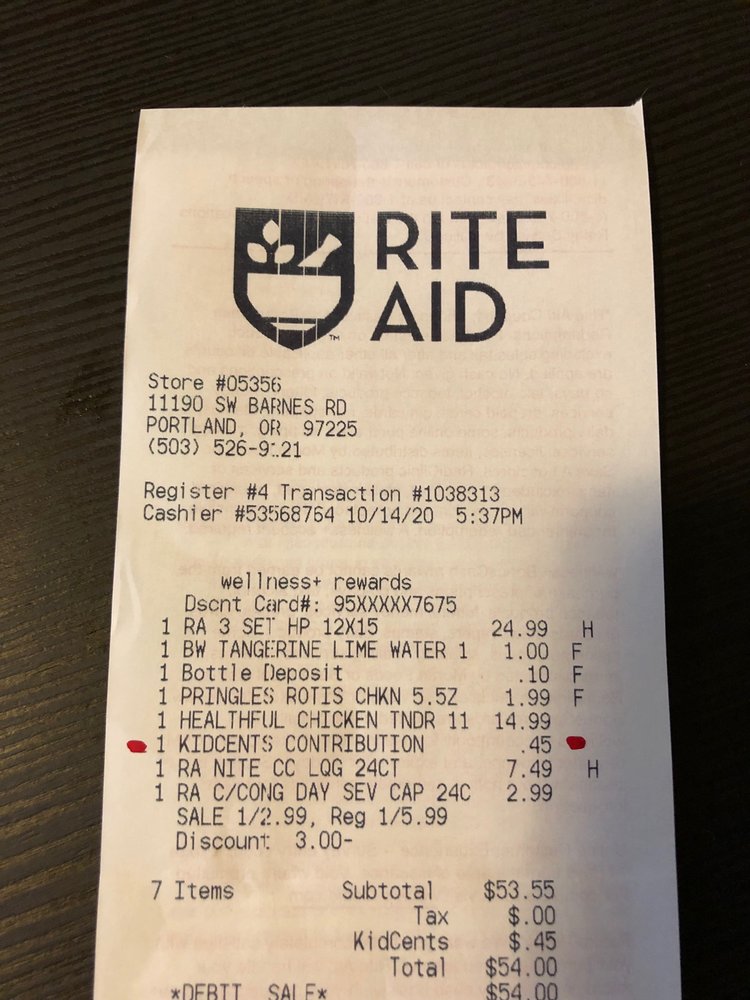 RITE
AID
TM
Store #05356
11190 SW BARNES RD
PORTLAND, OR 97225
(503) 526-9121
Register #4 Transaction #1038313
Cashier #53568764 10/14/20 5:37PM
wellness+ rewards
Dscnt Card#: 95XXXXX7675
1 RA 3 SET HP 12X15 24.99 H
1 BW TANGERINE LIME WATER 1 1.00 F
1 Bottle Deposit .10 F
1 PRINGLES ROTIS CHKN 5.5Z 1.99 F
1 HEALTHFUL CHICKEN TNDR 11 14.99
1 KIDCENTS CONTRIBUTION .45
1 RA NITE CC LQG 24CT 7.49 H
1 RA C/CONG DAY SEV CAP 24C 2.99
SALE 1/2.99, Reg 1/5.99
Discount 3.00-
7 Items Subtotal $53.55
Tax $.00
KidCents $.45
Total $54.00
*DEBIT SALE* $54.00